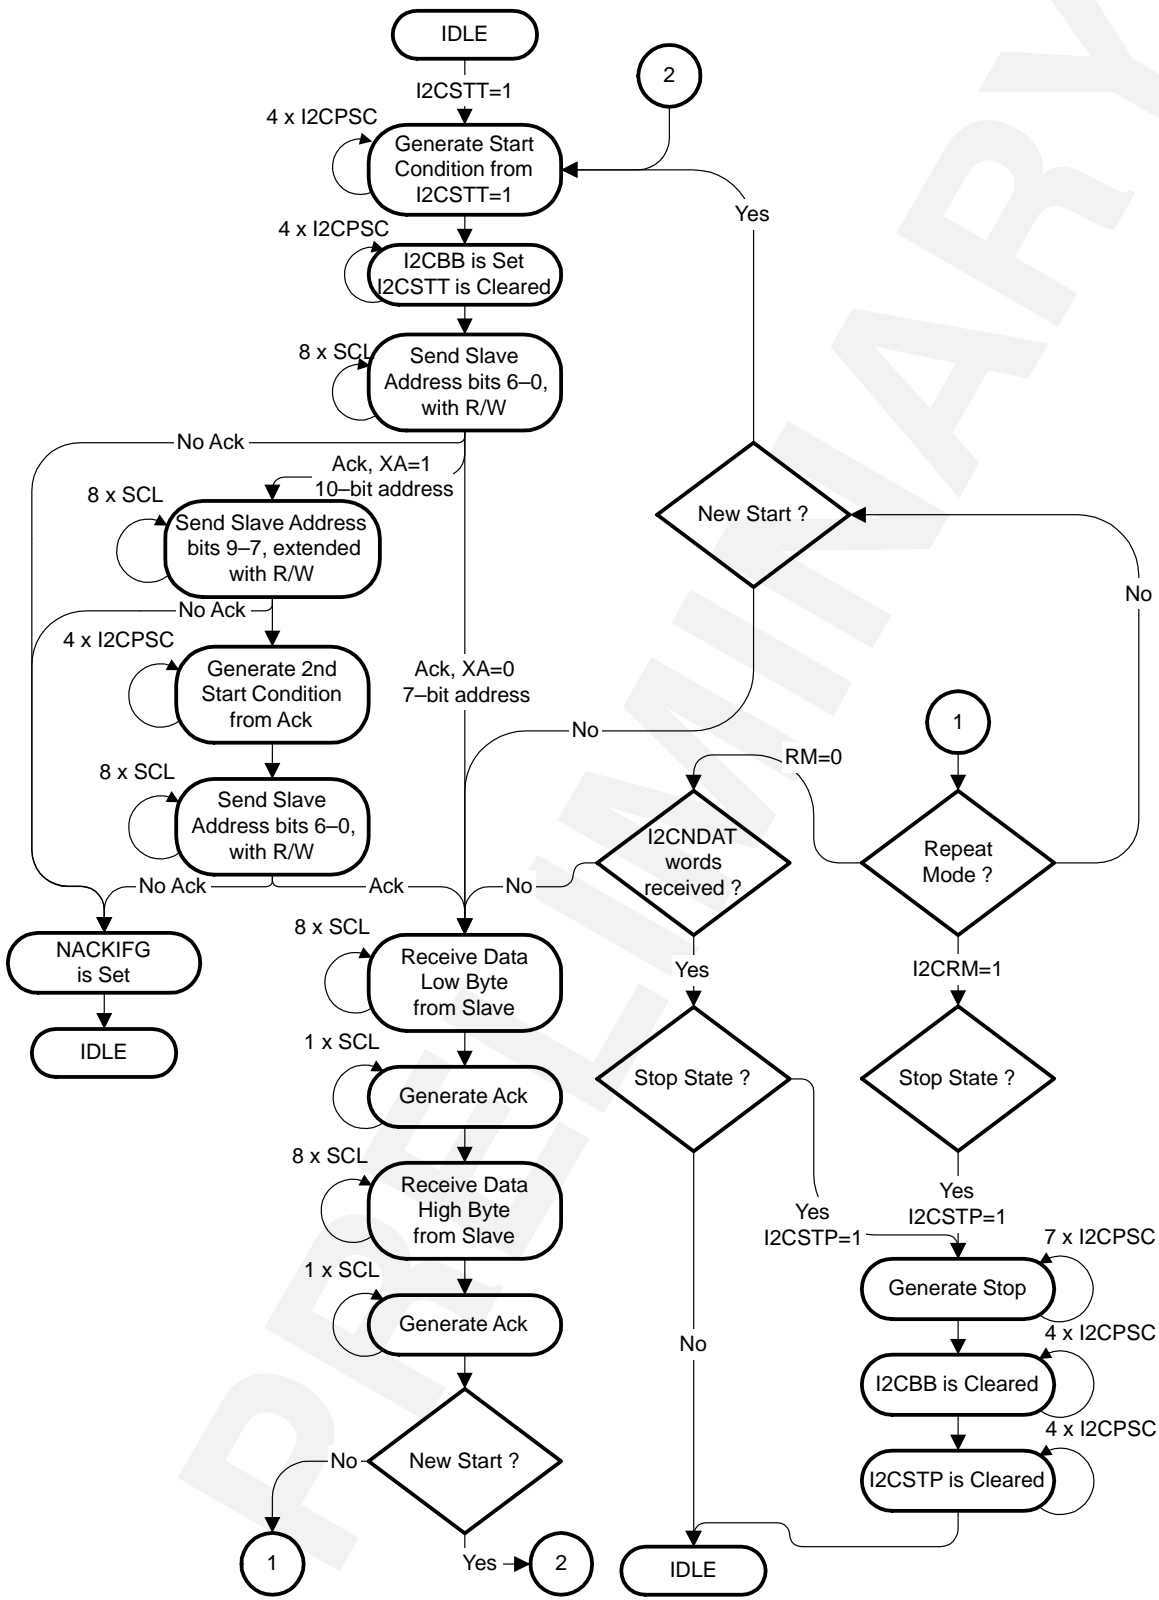 IDLE
I2CSTT=1
2
4 x I2CPSC
Generate Start
Condition from
I2CSTT=1
Yes
4 x I2CPSC
I2CBB is Set
I2CSTT is Cleared
8 x SCL
Send Slave
Address bits 6–0,
with R/W
No Ack
Ack, XA=1
10–bit address
8 x SCL
Send Slave Address
bits 9–7, extended
with R/W
New Start ?
No
No Ack
4 x I2CPSC
Generate 2nd
Start Condition
from Ack
Ack, XA=0
7–bit address
No
1
RM=0
8 x SCL
Send Slave
Address bits 6–0,
with R/W
I2CNDAT
words
received ?
Repeat
Mode ?
No Ack
Ack
No
NACKIFG
is Set
IDLE
8 x SCL
Receive Data
Low Byte
from Slave
Yes
I2CRM=1
1 x SCL
Generate Ack
Stop State ?
Stop State ?
8 x SCL
Receive Data
High Byte
from Slave
Yes
I2CSTP=1
Yes
I2CSTP=1
7 x I2CPSC
Generate Stop
1 x SCL
Generate Ack
No
4 x I2CPSC
I2CBB is Cleared
4 x I2CPSC
I2CSTP is Cleared
New Start ?
No
1
Yes
2
IDLE
PRELIMINARY